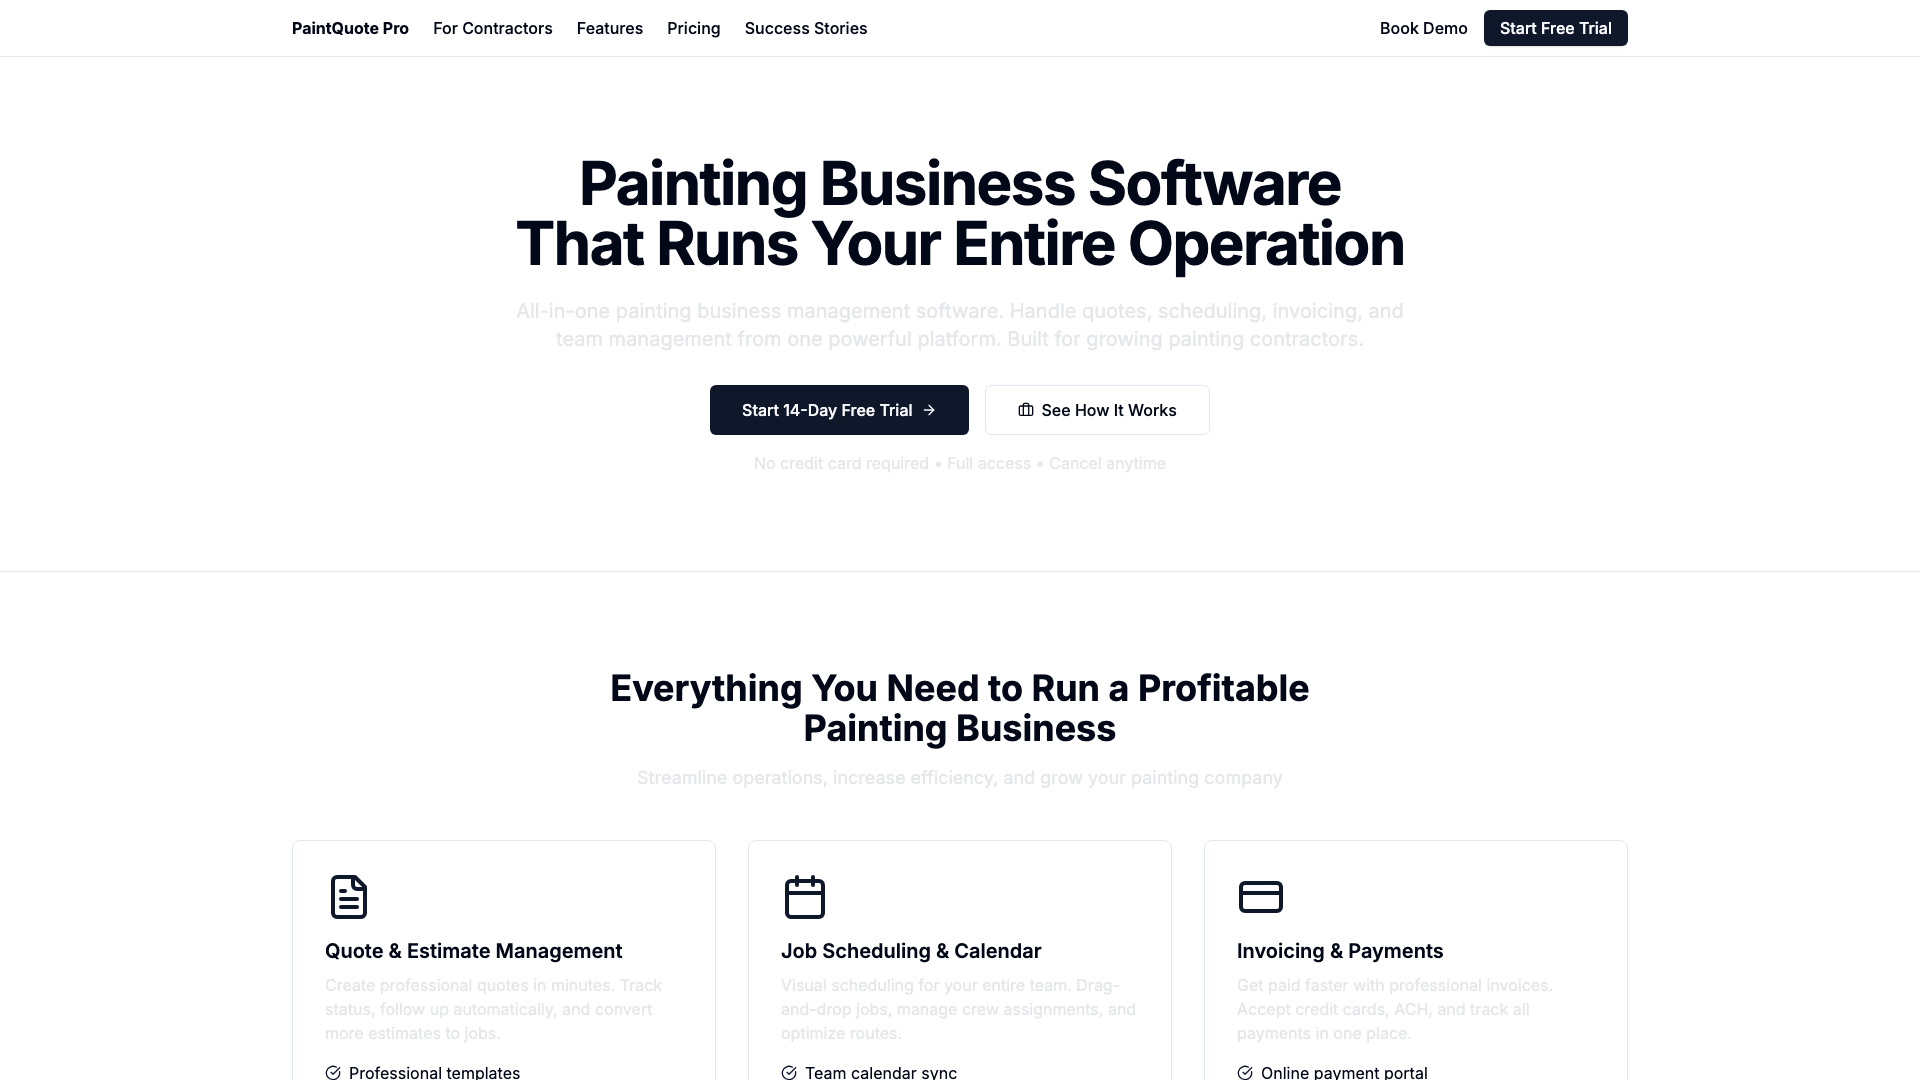 PaintQuote Pro For Contractors Features Pricing Success Stories Book Demo Start Free Trial
Painting Business Software
That Runs Your Entire Operation
All-in-one painting business management software. Handle quotes, scheduling, invoicing, and
team management from one powerful platform. Built for growing painting contractors.
Start 14-Day Free Trial → See How It Works
No credit card required • Full access • Cancel anytime
Everything You Need to Run a Profitable
Painting Business
Streamline operations, increase efficiency, and grow your painting company
Quote & Estimate Management
Create professional quotes in minutes. Track
status, follow up automatically, and convert
more estimates to jobs.
Professional templates
Job Scheduling & Calendar
Visual scheduling for your entire team. Drag-
and-drop jobs, manage crew assignments, and
optimize routes.
Team calendar sync
Invoicing & Payments
Get paid faster with professional invoices.
Accept credit cards, ACH, and track all
payments in one place.
Online payment portal